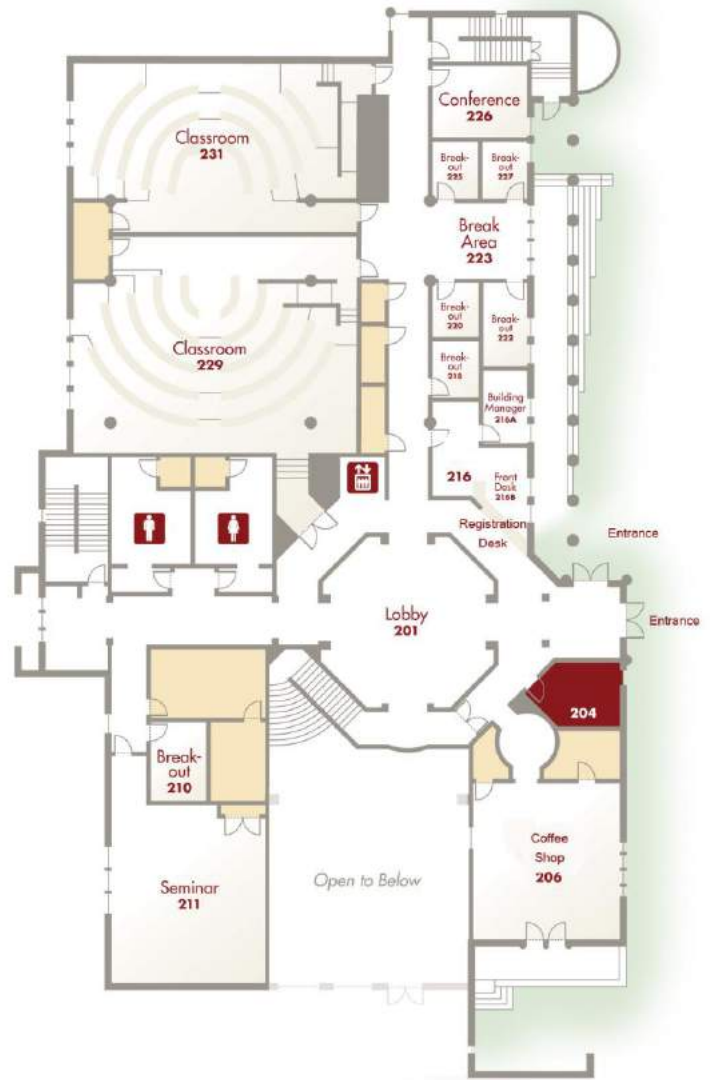 Conference
226
Classroom
231
Break-
out
225
Break-
out
227
Break
Area
223
Break-
out
220
Break-
out
222
Classroom
229
Break-
out
218
Building
Manager
216A
216
Front
Desk
216B
Registration
Desk
Entrance
Lobby
201
Entrance
204
Break-
out
210
Coffee
Shop
206
Seminar
211
Open to Below